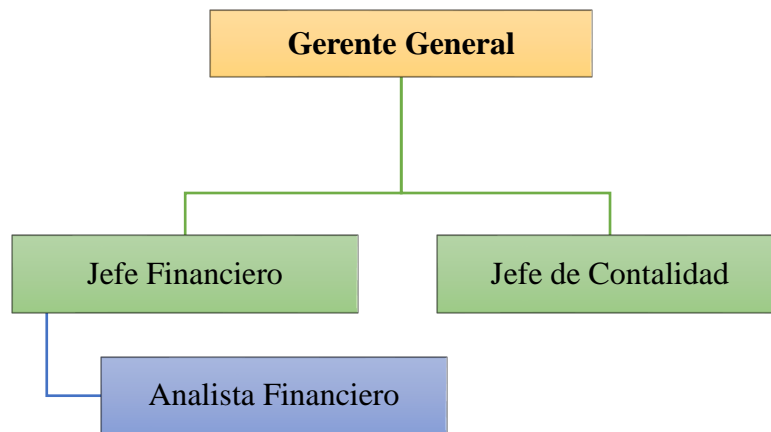 Gerente General
Jefe Financiero
Jefe de Contalidad
Analista Financiero